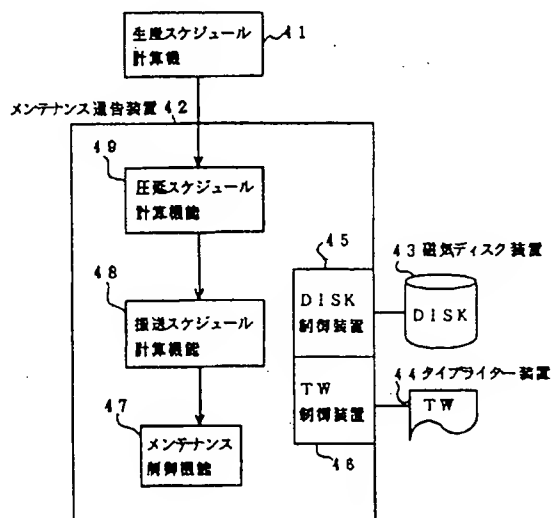 生産スケジュール
計算機
41
メンテナンス通告装置 42
49
圧延スケジュール
計算機能
48
搬送スケジュール
計算機能
47
メンテナンス
制御機能
45
DISK
制御装置
43 磁気ディスク装置
DISK
TW
制御装置
46
44 タイプライター装置
TW